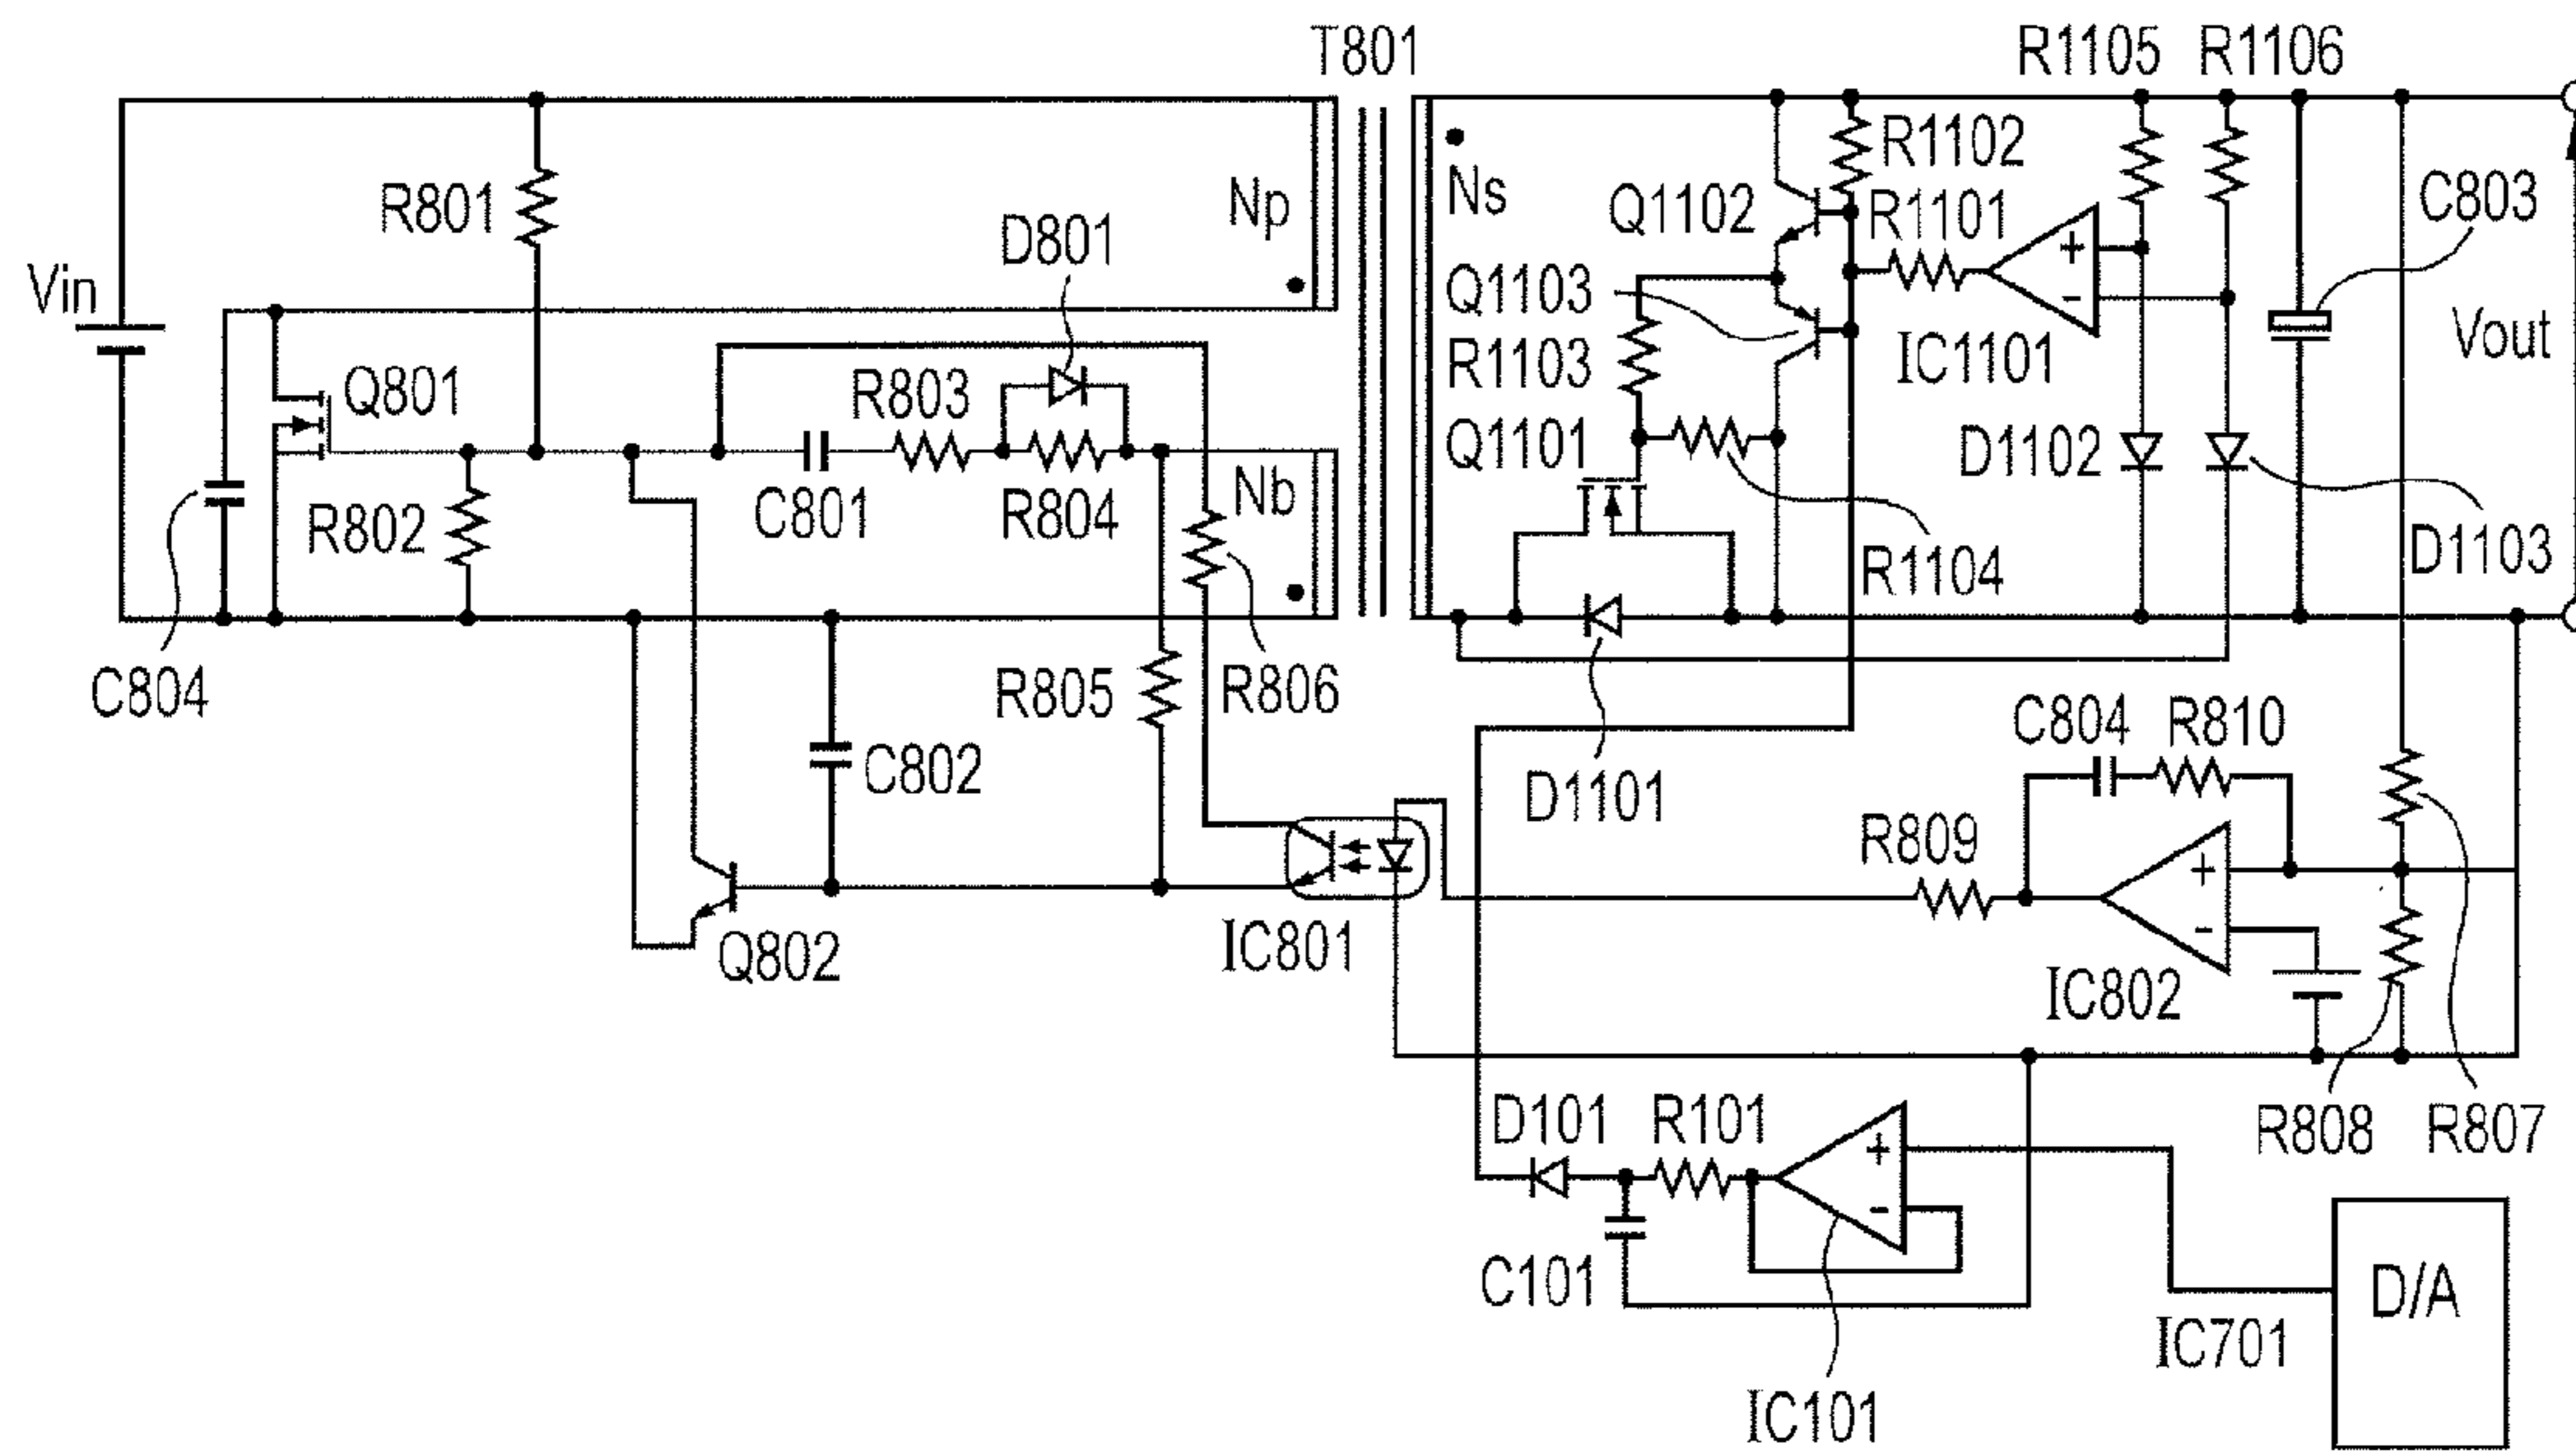 T801
R1105
R1106
R801
Np
Ns
Q1102
R1102
R1101
C803
D801
Vin
Q1103
R1103
IC1101
Vout
Q801
R803
Q1101
D1102
R802
C801
R804
Nb
R1104
D1103
C804
R805
R806
C802
D1101
C804
R810
R809
Q802
IC801
IC802
D101
R101
R808
R807
C101
IC101
IC701
D/A
+
-
+
-
+
-